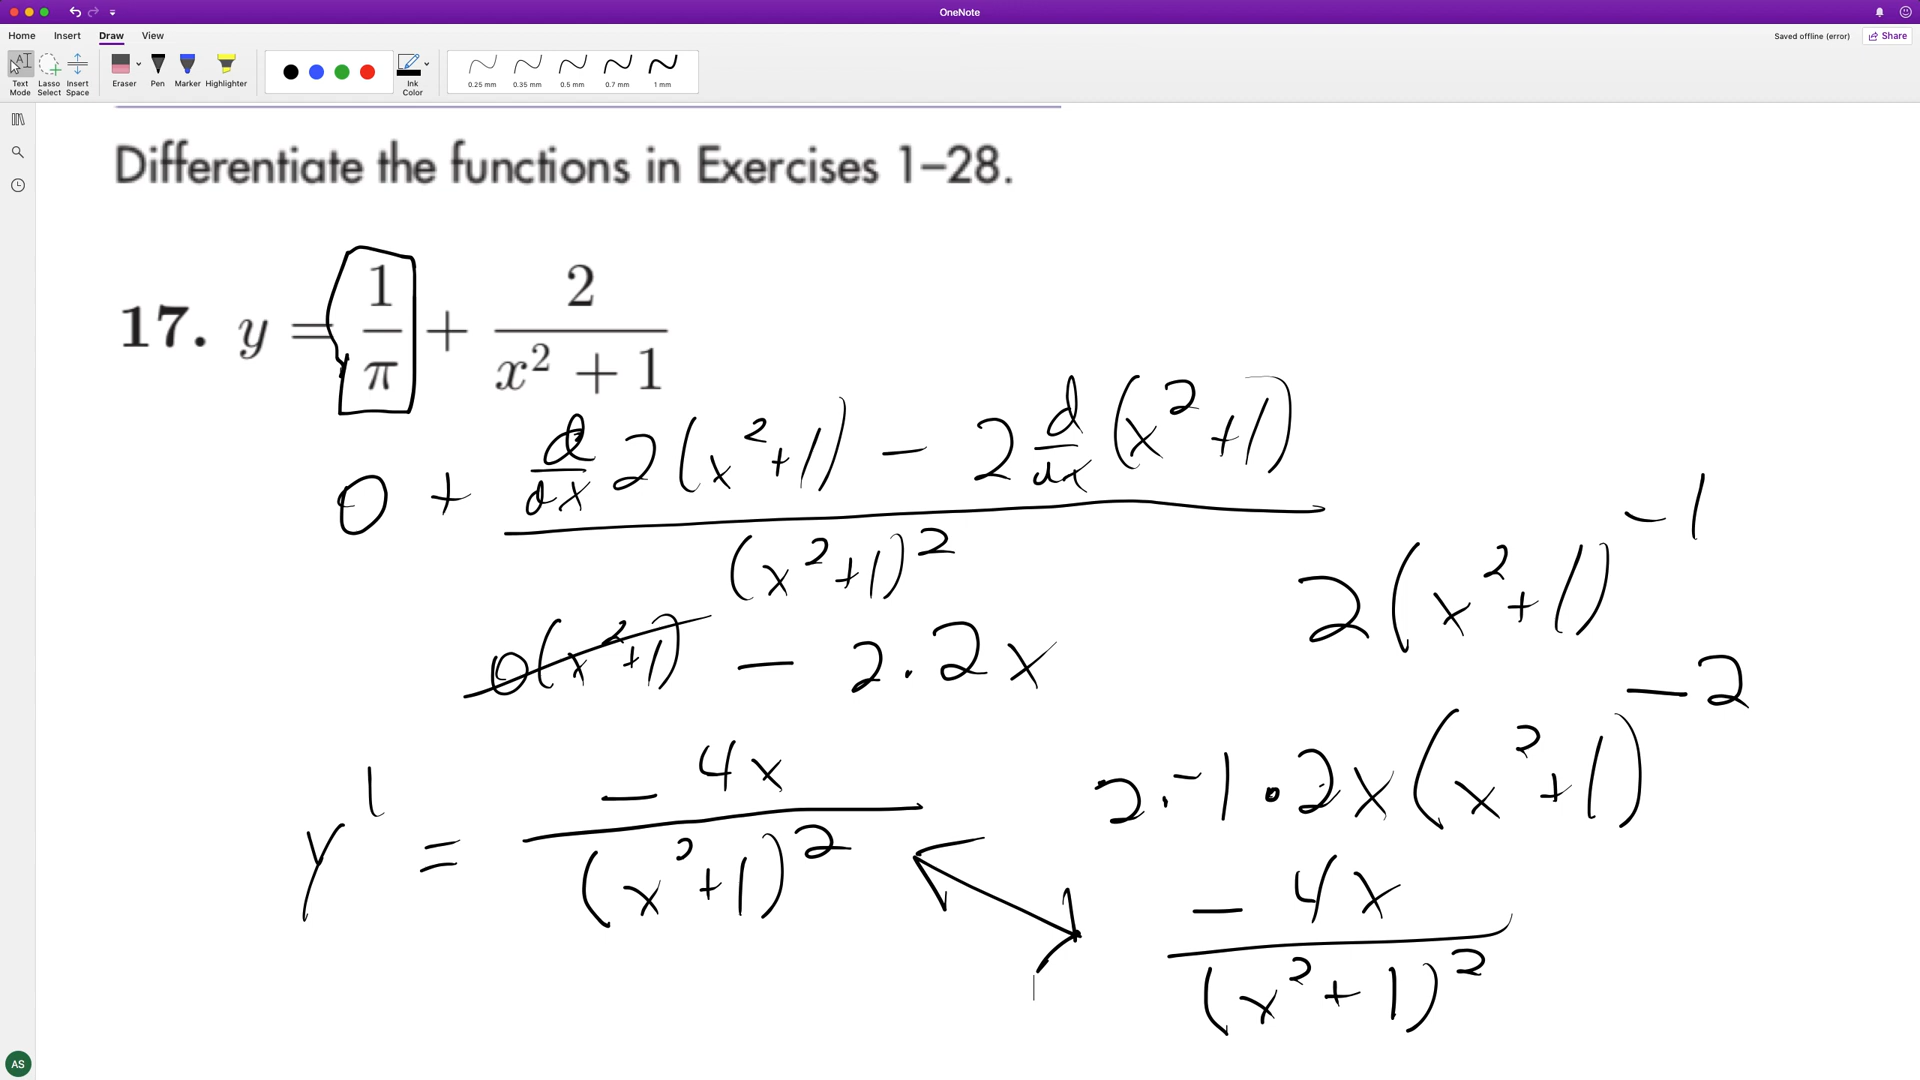 OneNote
Home Insert Draw View
Saved offline (error) Share
Text Mode Lasso Select Insert Space Eraser Pen Marker Highlighter Ink Color 0.25 mm 0.35 mm 0.5 mm 0.7 mm 1 mm
Differentiate the functions in Exercises 1–28.
17. y = 1/π + 2/(x² + 1)
0 + (d/dx 2(x²+1) − 2 d/dx (x²+1))/(x²+1)²
2(x²+1)⁻¹
0(x²+1) − 2·2x
2·−1·2x(x²+1)⁻²
y' = −4x/(x²+1)²
−4x/(x²+1)²
AS